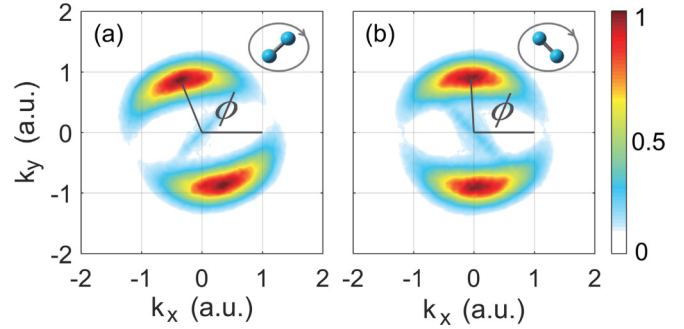 (a)
(b)
2
1
0
-1
-2
k_y (a.u.)
ϕ
ϕ
1
0.5
0
-2 -1 0 1 2
-2 -1 0 1 2
k_x (a.u.)
k_x (a.u.)